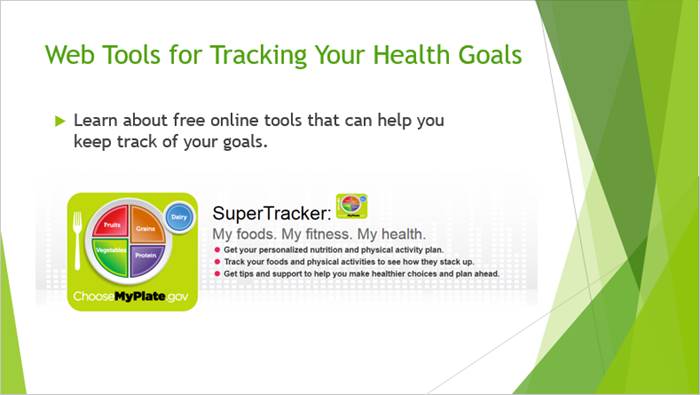 Web Tools for Tracking Your Health Goals
Learn about free online tools that can help you
keep track of your goals.
Fruits
Grains
Dairy
Vegetables
Protein
ChooseMyPlate.gov
SuperTracker:
MyPlate
My foods. My fitness. My health.
Get your personalized nutrition and physical activity plan.
Track your foods and physical activities to see how they stack up.
Get tips and support to help you make healthier choices and plan ahead.